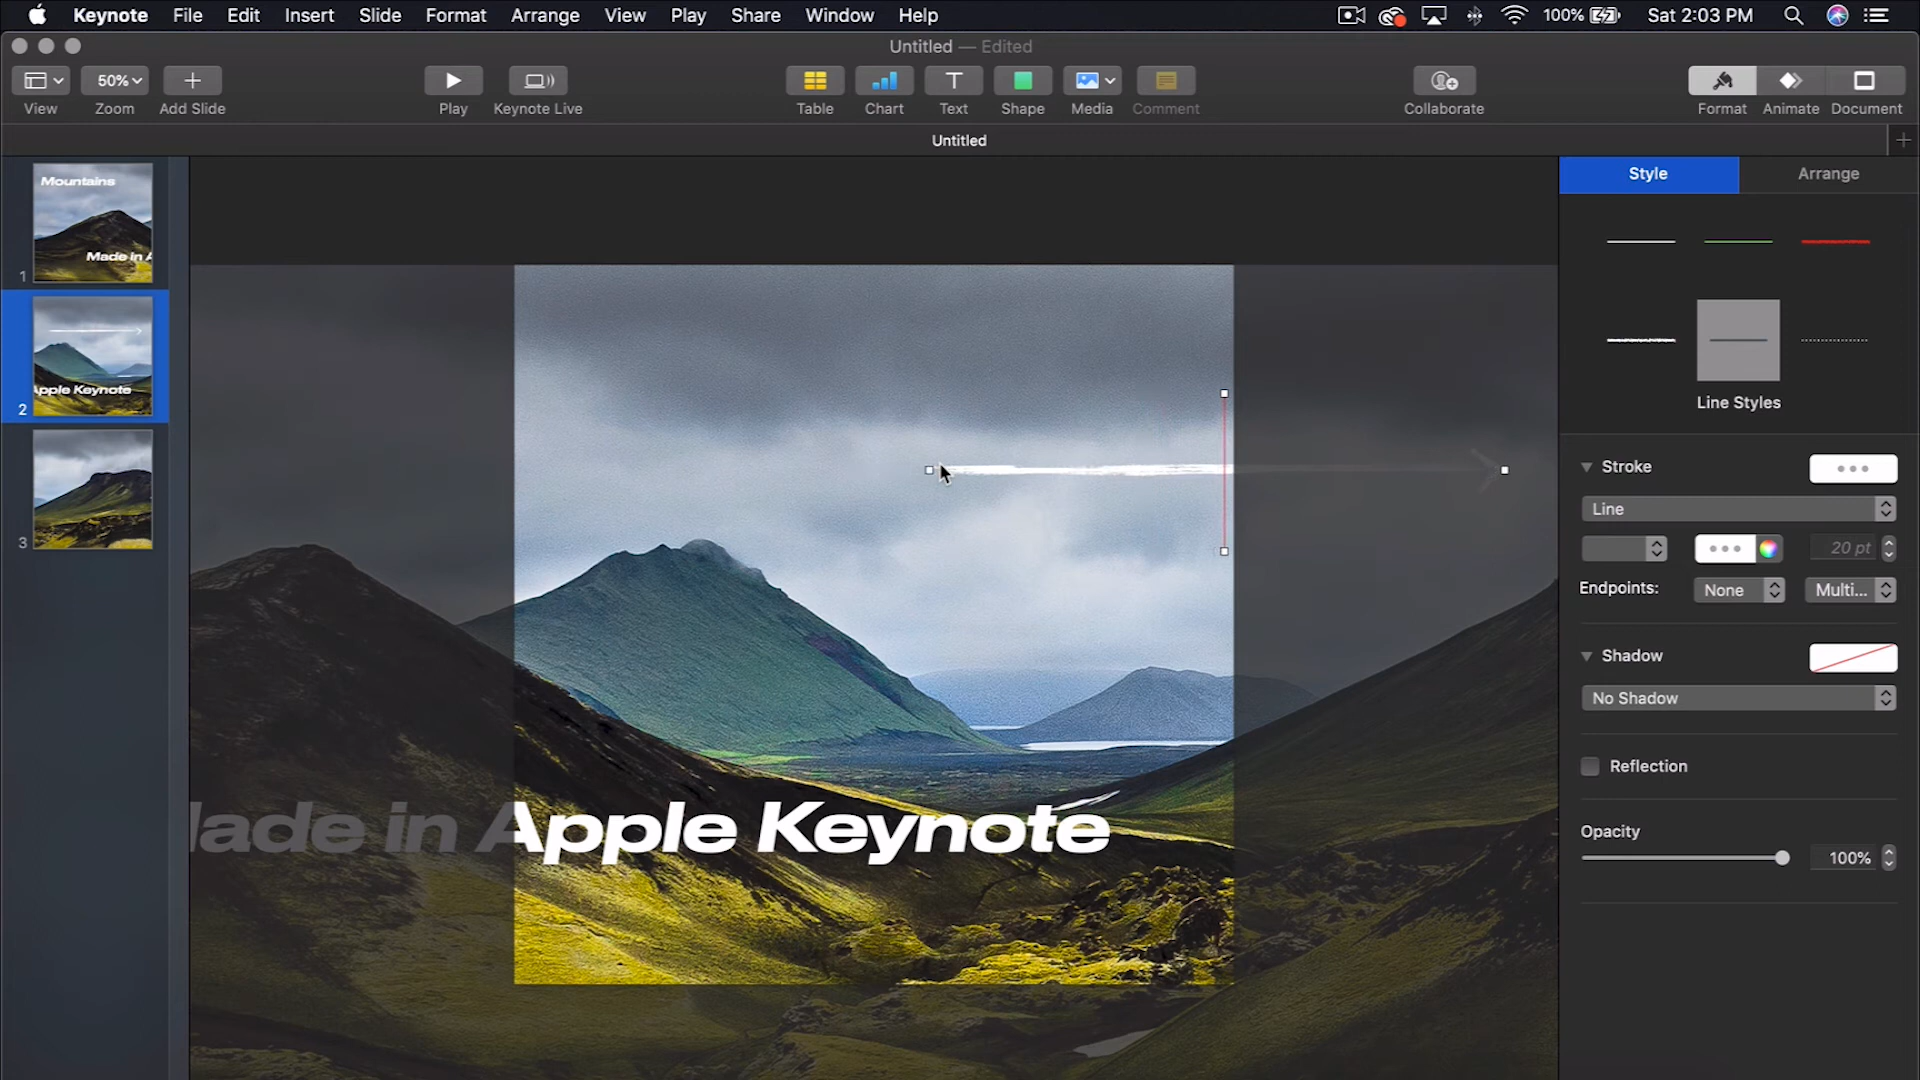 Keynote File Edit Insert Slide Format Arrange View Play Share Window Help 100% Sat 2:03 PM
Untitled — Edited
50%
View Zoom Add Slide Play Keynote Live Table Chart Text Shape Media Comment Collaborate Format Animate Document
Untitled
Style Arrange
Mountains
Made in A
1
Apple Keynote
2
3
Made in Apple Keynote
Line Styles
Stroke
Line
20 pt
Endpoints: None Multi...
Shadow
No Shadow
Reflection
Opacity
100%